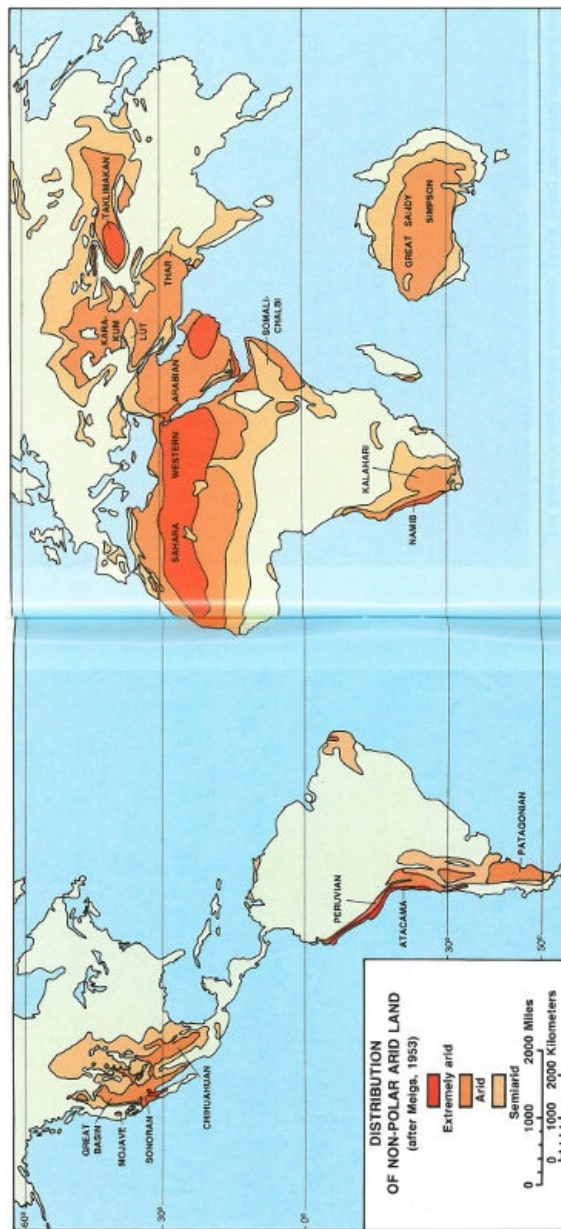 60°
30°
0°
30°
50°
GREAT
BASIN
MOJAVE
SONORAN
CHIHUAHUAN
PERUVIAN
ATACAMA
PATAGONIAN
SAHARA
WESTERN
ARABIAN
KARA-
KUM
LUT
THAR
TAKLIMAKAN
SOMALI-
CHALBI
KALAHARI
NAMIB
GREAT SANDY
SIMPSON
DISTRIBUTION
OF NON-POLAR ARID LAND
(after Meigs, 1953)
Extremely arid
Arid
Semiarid
1000 2000 Miles
0 1000 2000 Kilometers